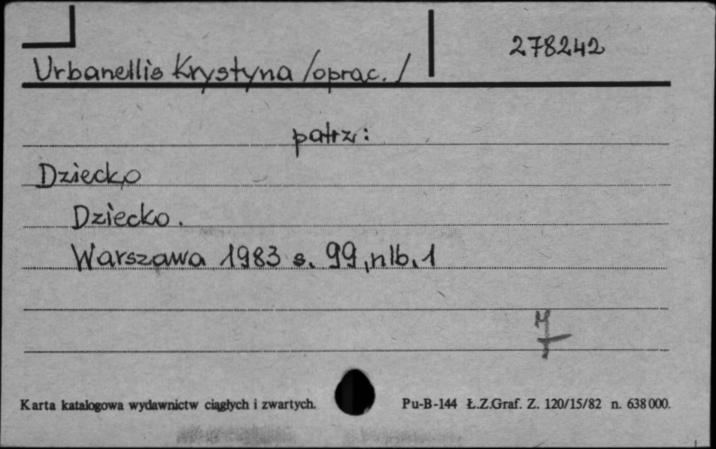 278242
Urbanellis Krystyna /oprac./
patrz:
Dziecko
Dziecko.
Warszawa 1983 s. 99, nlb. 1
Karta katalogowa wydawnictw ciągłych i zwartych. Pu-B-144 Ł.Z.Graf. Z. 120/15/82 n. 638000.